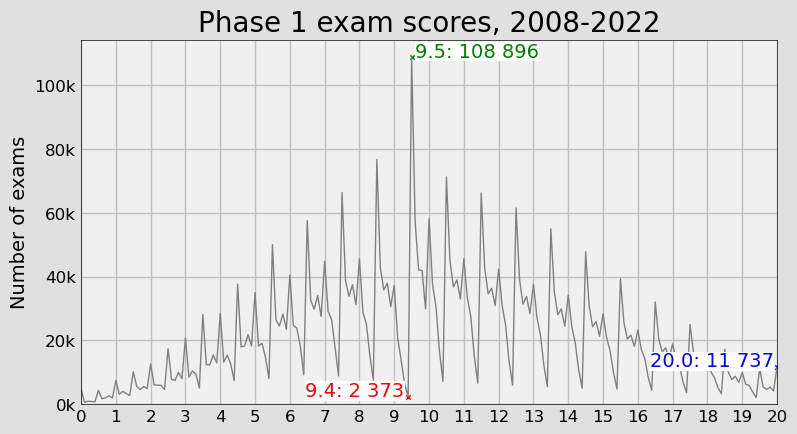 Phase 1 exam scores, 2008-2022
Number of exams
100k
80k
60k
40k
20k
0k
9.5: 108 896
20.0: 11 737
9.4: 2 373
0 1 2 3 4 5 6 7 8 9 10 11 12 13 14 15 16 17 18 19 20